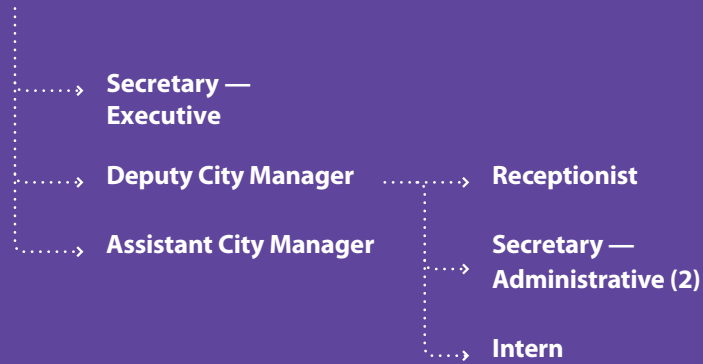 Secretary —
Executive
Deputy City Manager
Receptionist
Assistant City Manager
Secretary —
Administrative (2)
Intern